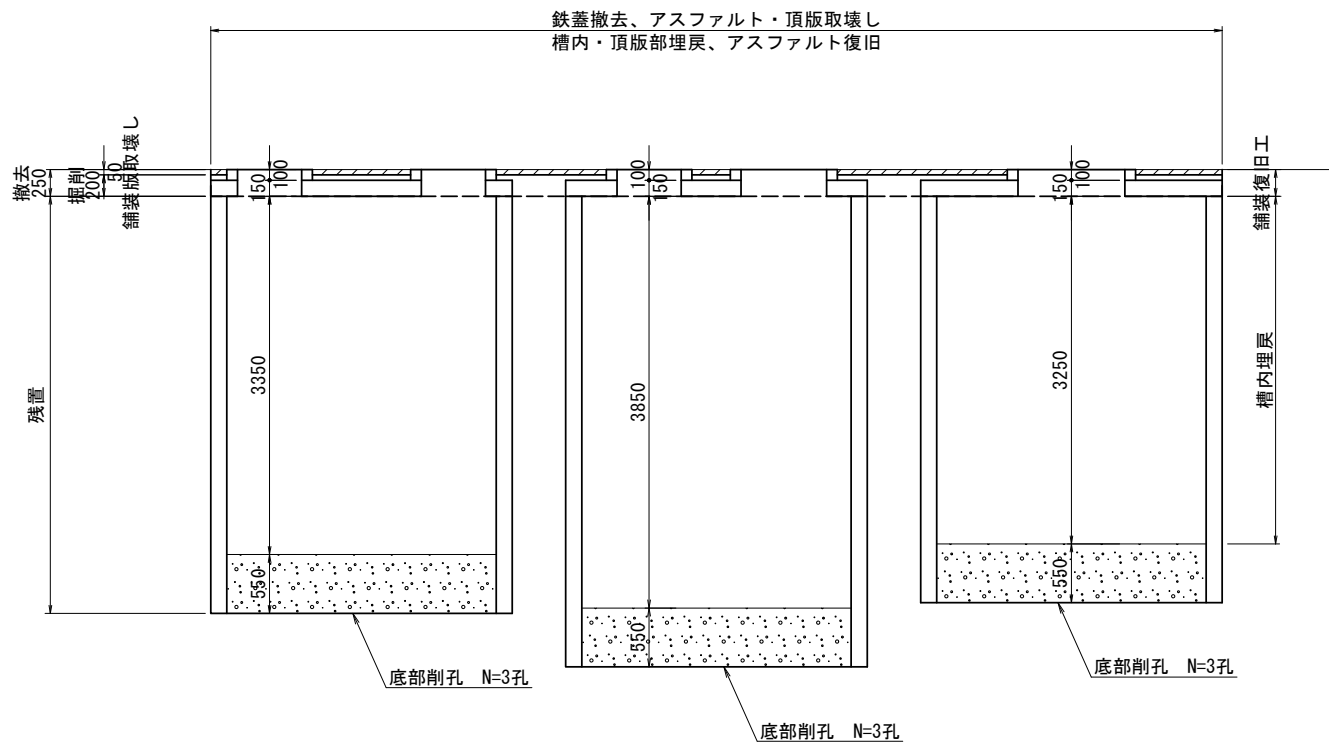 鉄蓋撤去、アスファルト・頂版取壊し
槽内・頂版部埋戻、アスファルト復旧
撤去
250
掘削
200
50
舗装版取壊し
150
100
100
150
150
100
舗装復旧工
残置
3350
3850
3250
槽内埋戻
550
550
550
底部削孔 N=3孔
底部削孔 N=3孔
底部削孔 N=3孔